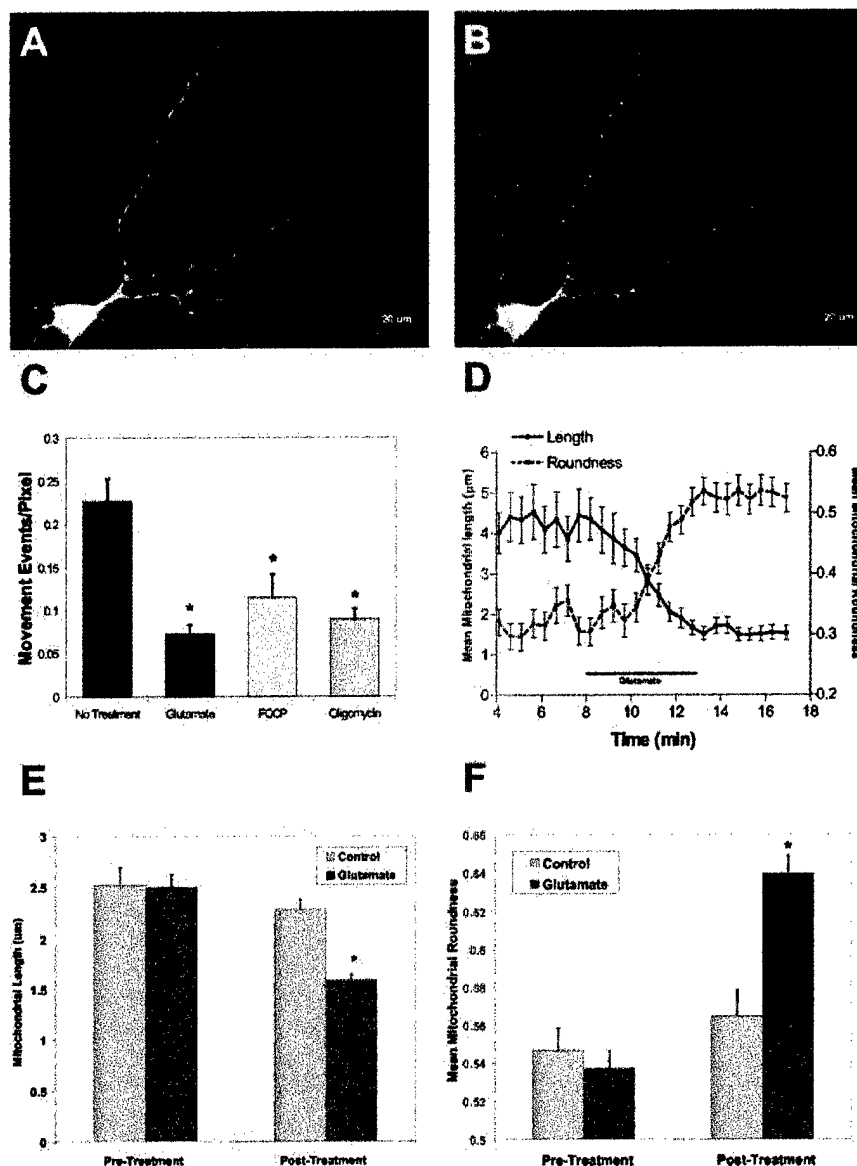 A
B
20 um
20 um
C
D
Movement Events/Pixel
0.3
0.25
0.2
0.15
0.1
0.05
0
*
*
*
No Treatment
Glutamate
FCCP
Oligomycin
Length
Roundness
Mean Mitochondrial length (μm)
6
5
4
3
2
1
0
0.6
0.5
0.4
0.3
0.2
Mean Mitochondrial Roundness
Glutamate
4 6 8 10 12 14 16 18
Time (min)
E
F
Mitochondrial Length (um)
3
2.5
2
1.5
1
0.5
0
Control
Glutamate
*
Pre-Treatment
Post-Treatment
Mean Mitochondrial Roundness
0.66
0.64
0.62
0.6
0.58
0.56
0.54
0.52
0.5
Control
Glutamate
*
Pre-Treatment
Post-Treatment